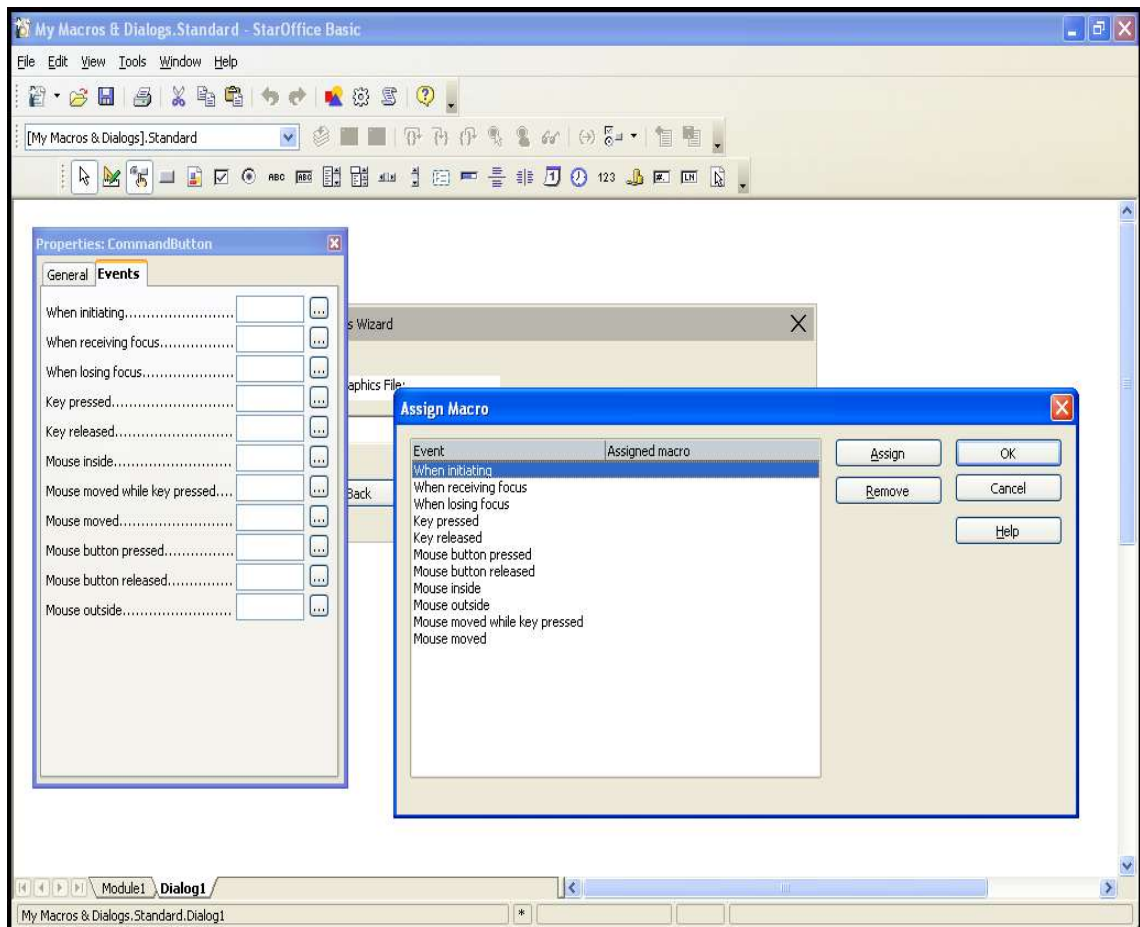 My Macros & Dialogs.Standard - StarOffice Basic
File Edit View Tools Window Help
[My Macros & Dialogs].Standard
ABC ABC 123 #. LN
Properties: CommandButton
General Events
When initiating........................
When receiving focus.................
When losing focus....................
Key pressed..........................
Key released.........................
Mouse inside..........................
Mouse moved while key pressed....
Mouse moved........................
Mouse button pressed...............
Mouse button released..............
Mouse outside........................
s Wizard
aphics File:
Back
Assign Macro
Event Assigned macro
When initiating
When receiving focus
When losing focus
Key pressed
Key released
Mouse button pressed
Mouse button released
Mouse inside
Mouse outside
Mouse moved while key pressed
Mouse moved
Assign OK
Remove Cancel
Help
Module1 Dialog1
My Macros & Dialogs.Standard.Dialog1 *